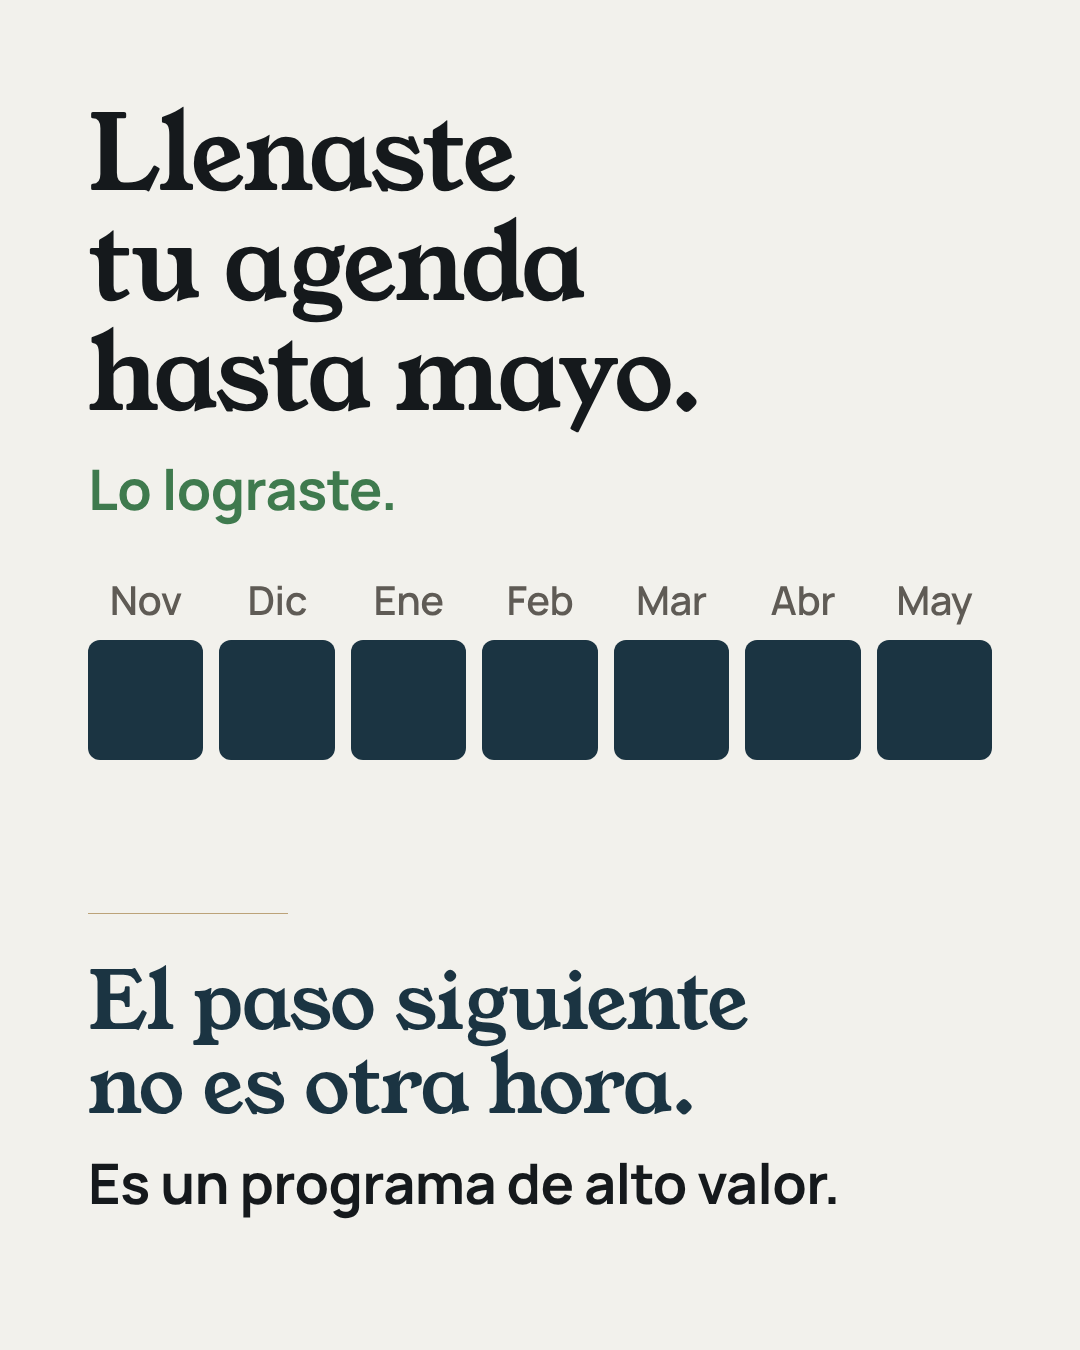 Llenaste
tu agenda
hasta mayo.
Lo lograste.
Nov Dic Ene Feb Mar Abr May
El paso siguiente
no es otra hora.
Es un programa de alto valor.